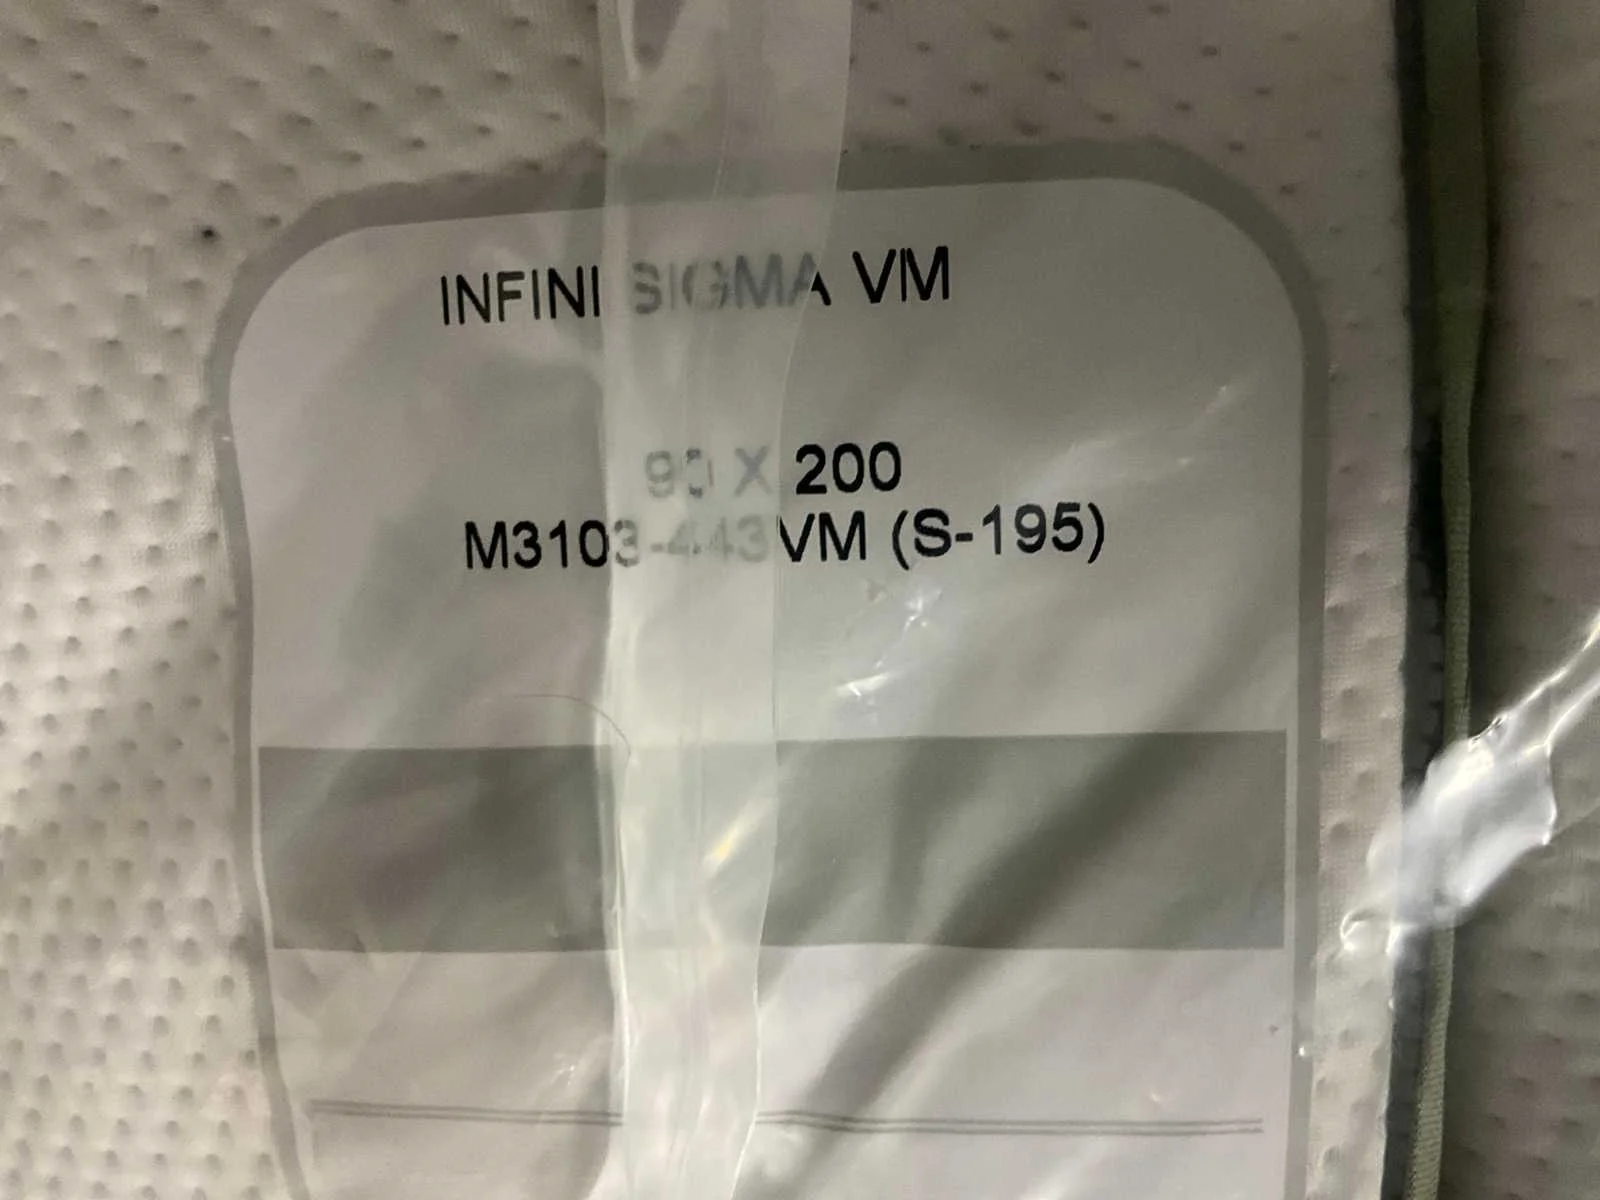 INFINI SIGMA VM
90 X 200
M3103-443VM (S-195)